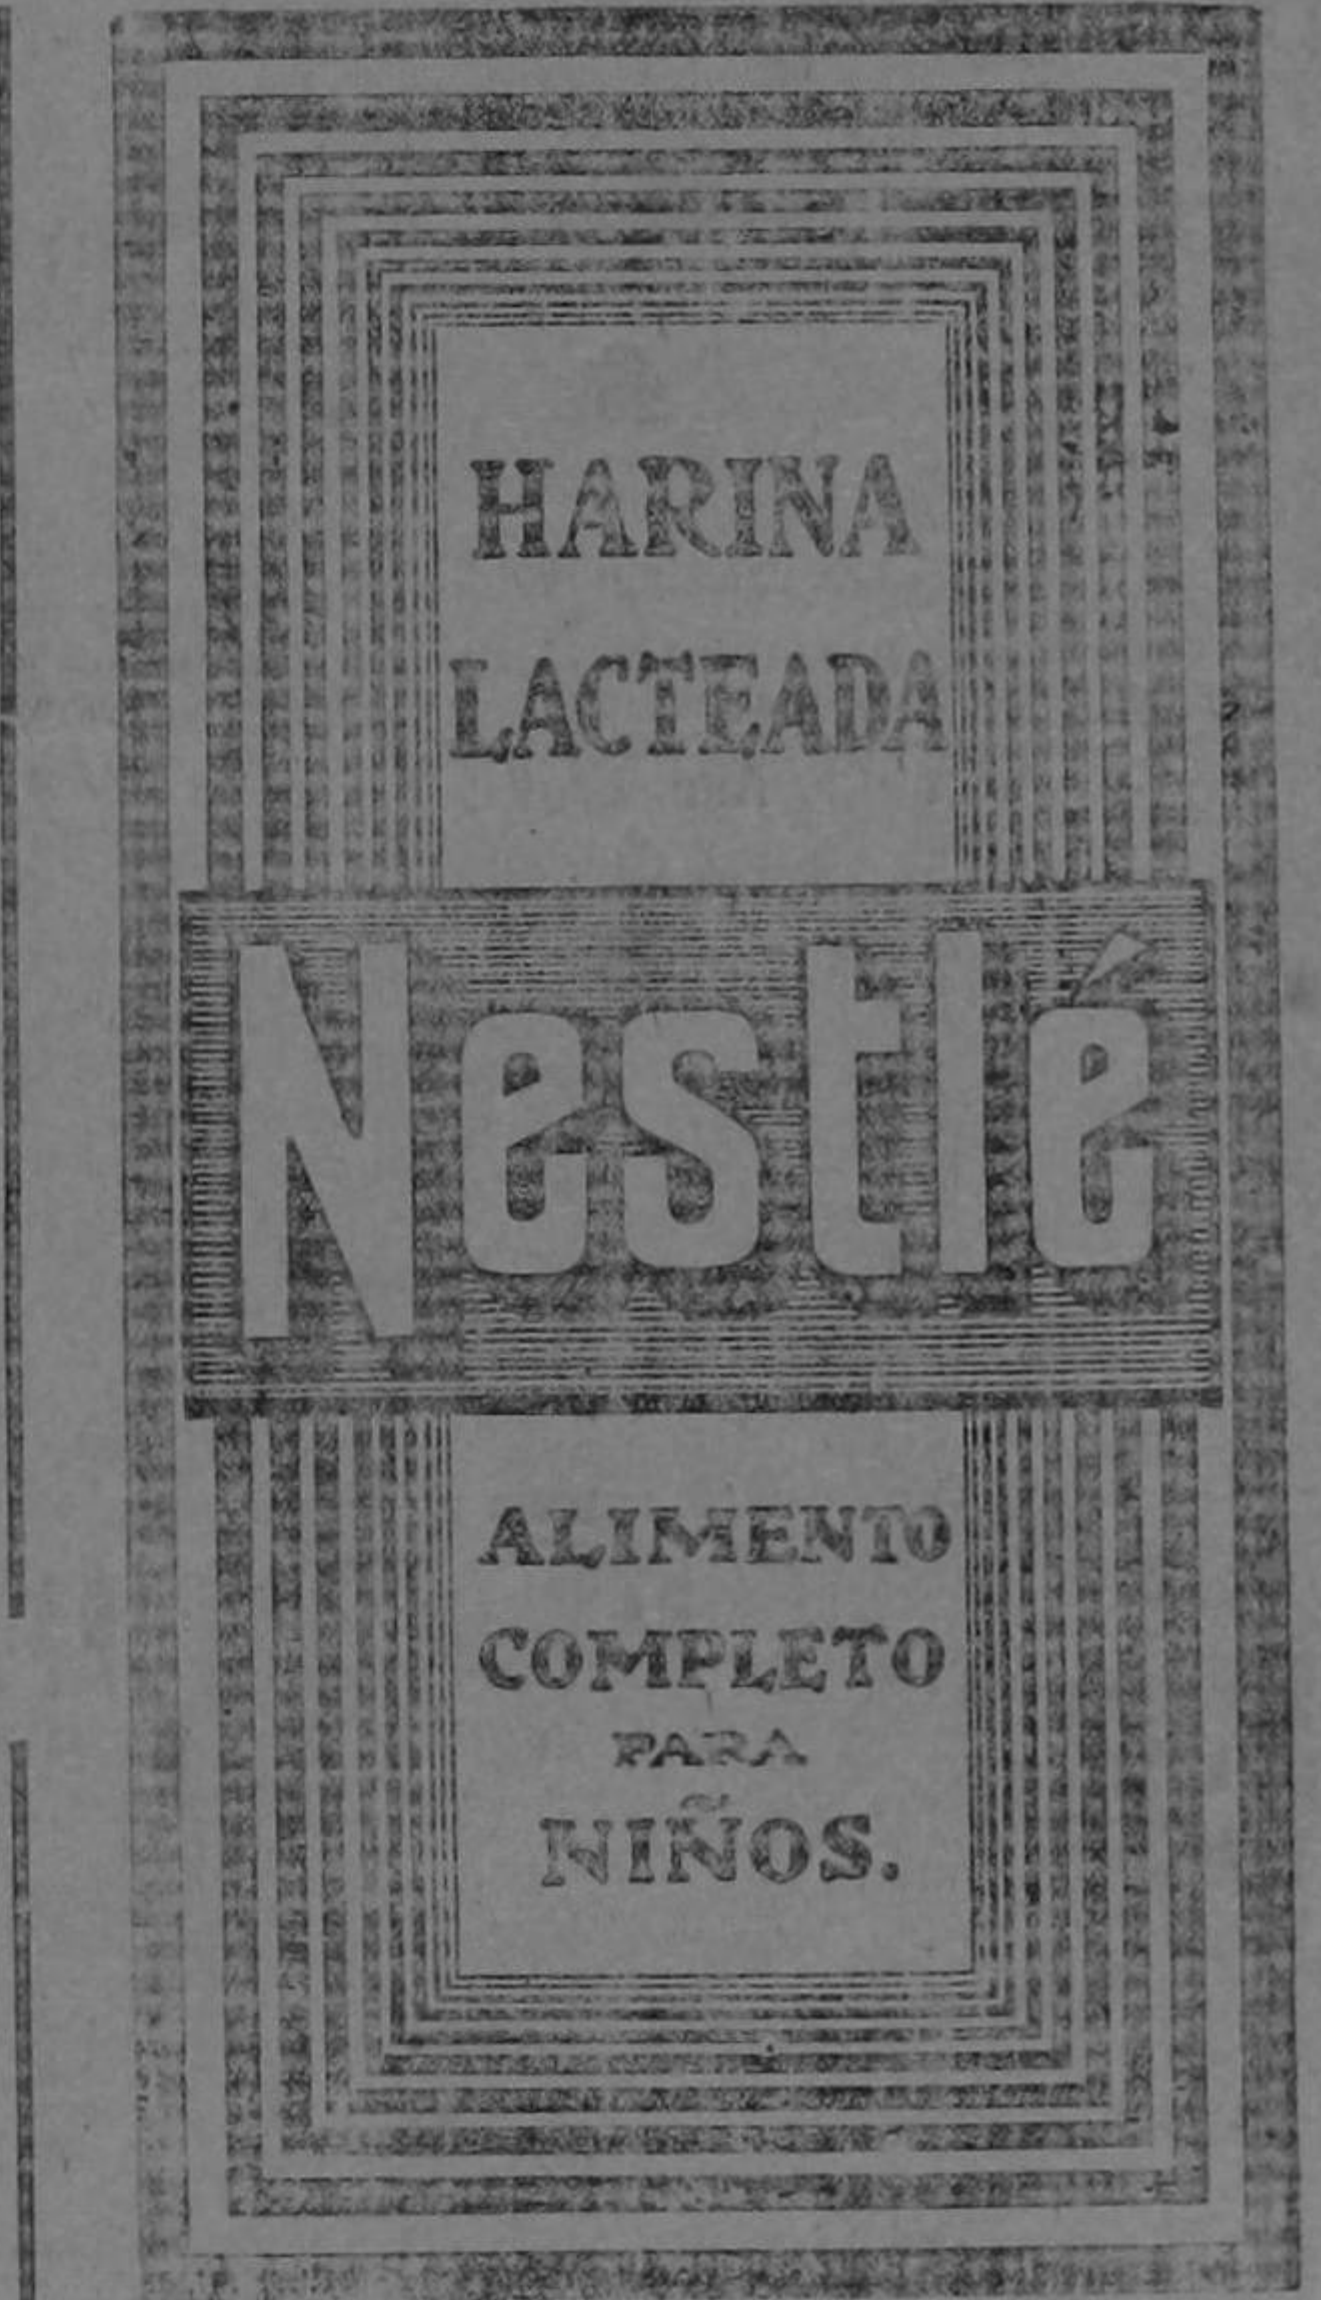 HARINA
LACTEADA
Nestlé
ALIMENTO
COMPLETO
PARA
NIÑOS.